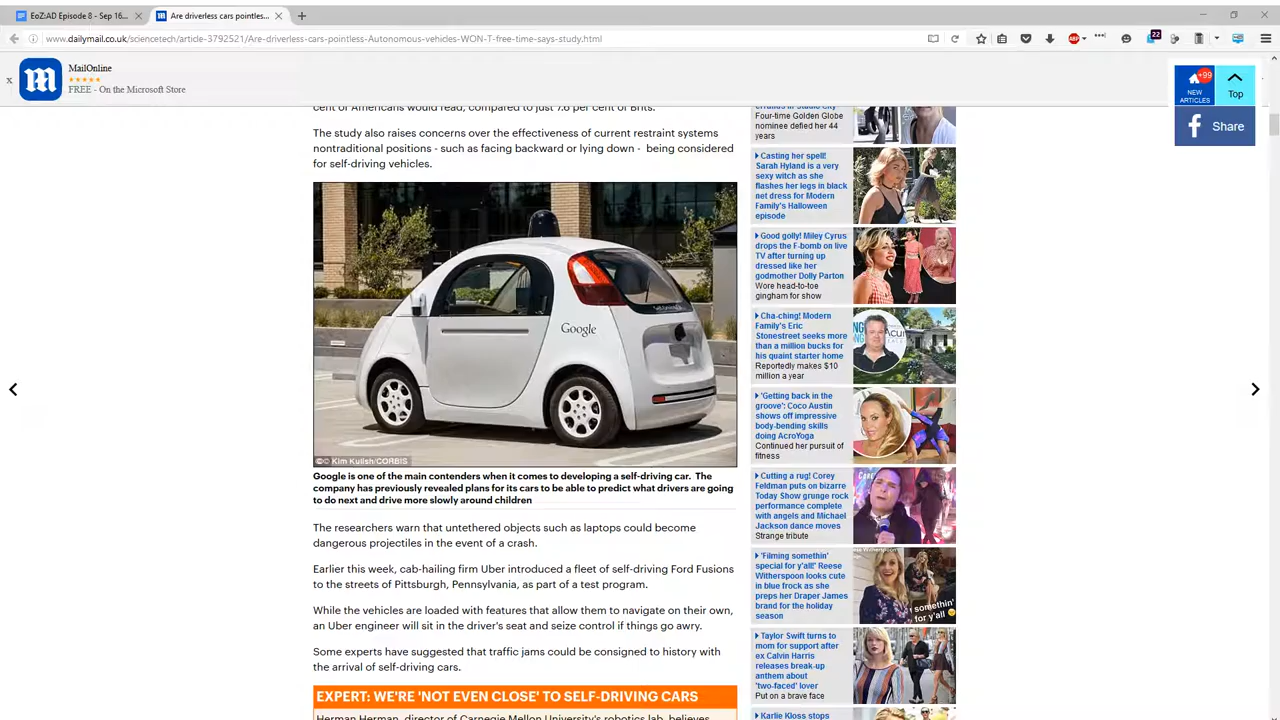 EoZ:AD Episode 8 - Sep 16...
Are driverless cars pointles...
www.dailymail.co.uk/sciencetech/article-3792521/Are-driverless-cars-pointless-Autonomous-vehicles-WON-T-free-time-says-study.html
ABP
22
x
m
MailOnline
FREE - On the Microsoft Store
+99
NEW
ARTICLES
Top
Share
cent of Americans would read, compared to just 7.6 per cent of Brits.
The study also raises concerns over the effectiveness of current restraint systems
nontraditional positions - such as facing backward or lying down -  being considered
for self-driving vehicles.
Google
©© Kim Kulish/CORBIS
Google is one of the main contenders when it comes to developing a self-driving car.  The
company has previously revealed plans for its cars to be able to predict what drivers are going
to do next and drive more slowly around children
The researchers warn that untethered objects such as laptops could become
dangerous projectiles in the event of a crash.
Earlier this week, cab-hailing firm Uber introduced a fleet of self-driving Ford Fusions
to the streets of Pittsburgh, Pennsylvania, as part of a test program.
While the vehicles are loaded with features that allow them to navigate on their own,
an Uber engineer will sit in the driver's seat and seize control if things go awry.
Some experts have suggested that traffic jams could be consigned to history with
the arrival of self-driving cars.
EXPERT: WE'RE 'NOT EVEN CLOSE' TO SELF-DRIVING CARS
Herman Herman, director of Carnegie Mellon University's robotics lab, believes
errands in Studio City
Four-time Golden Globe
nominee defied her 44
years
Casting her spell!
Sarah Hyland is a very
sexy witch as she
flashes her legs in black
net dress for Modern
Family's Halloween
episode
Good golly! Miley Cyrus
drops the F-bomb on live
TV after turning up
dressed like her
godmother Dolly Parton
Wore head-to-toe
gingham for show
Cha-ching! Modern
Family's Eric
Stonestreet seeks more
than a million bucks for
his quaint starter home
Reportedly makes $10
million a year
'Getting back in the
groove': Coco Austin
shows off impressive
body-bending skills
doing AcroYoga
Continued her pursuit of
fitness
Cutting a rug! Corey
Feldman puts on bizarre
Today Show grunge rock
performance complete
with angels and Michael
Jackson dance moves
Strange tribute
'Filming somethin'
special for y'all!' Reese
Witherspoon looks cute
in blue frock as she
preps her Draper James
brand for the holiday
season
somethin'
for y'all
Taylor Swift turns to
mom for support after
ex Calvin Harris
releases break-up
anthem about
'two-faced' lover
Put on a brave face
Karlie Kloss stops